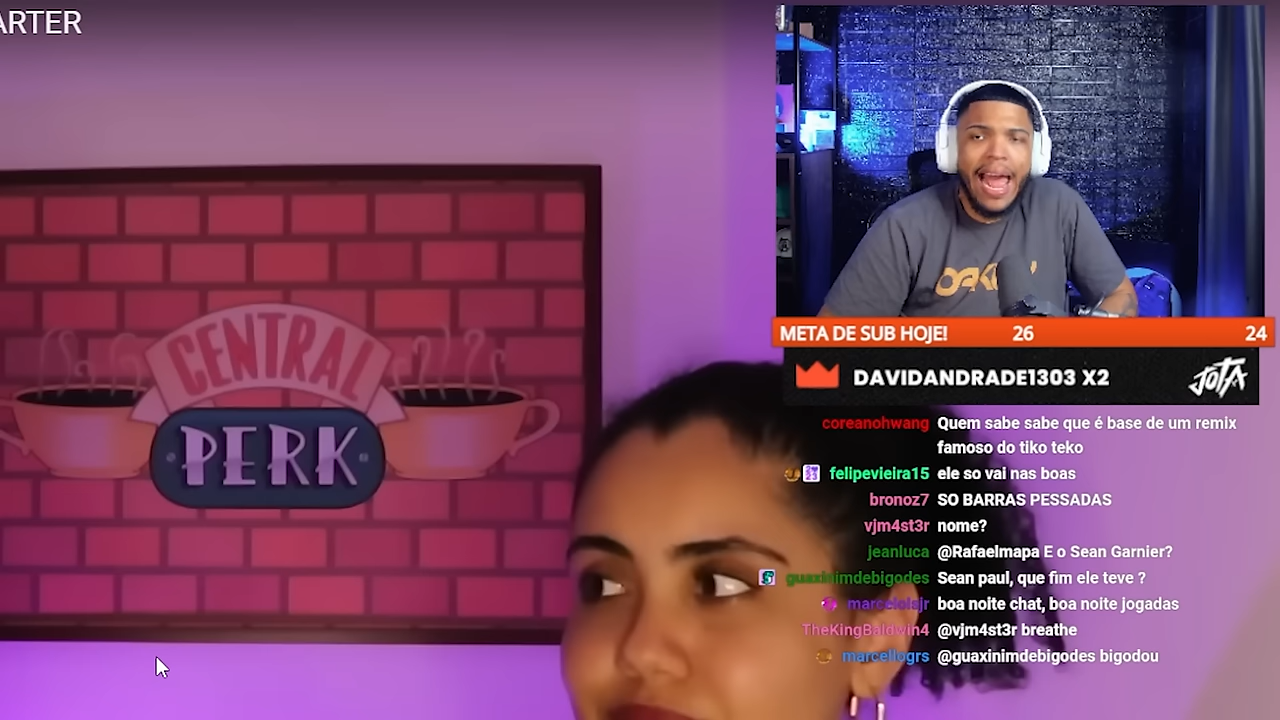 ARTER
CENTRAL
PERK
OAK
META DE SUB HOJE! 26 24
DAVIDANDRADE1303 X2 JOTA
coreanohwang Quem sabe sabe que é base de um remix
famoso do tiko teko
felipevieira15 ele so vai nas boas
bronoz7 SO BARRAS PESSADAS
vjm4st3r nome?
jeanluca @Rafaelmapa E o Sean Garnier?
guaxinimdebigodes Sean paul, que fim ele teve ?
marceloisjr boa noite chat, boa noite jogadas
TheKingBaldwin4 @vjm4st3r breathe
marcellogrs @guaxinimdebigodes bigodou